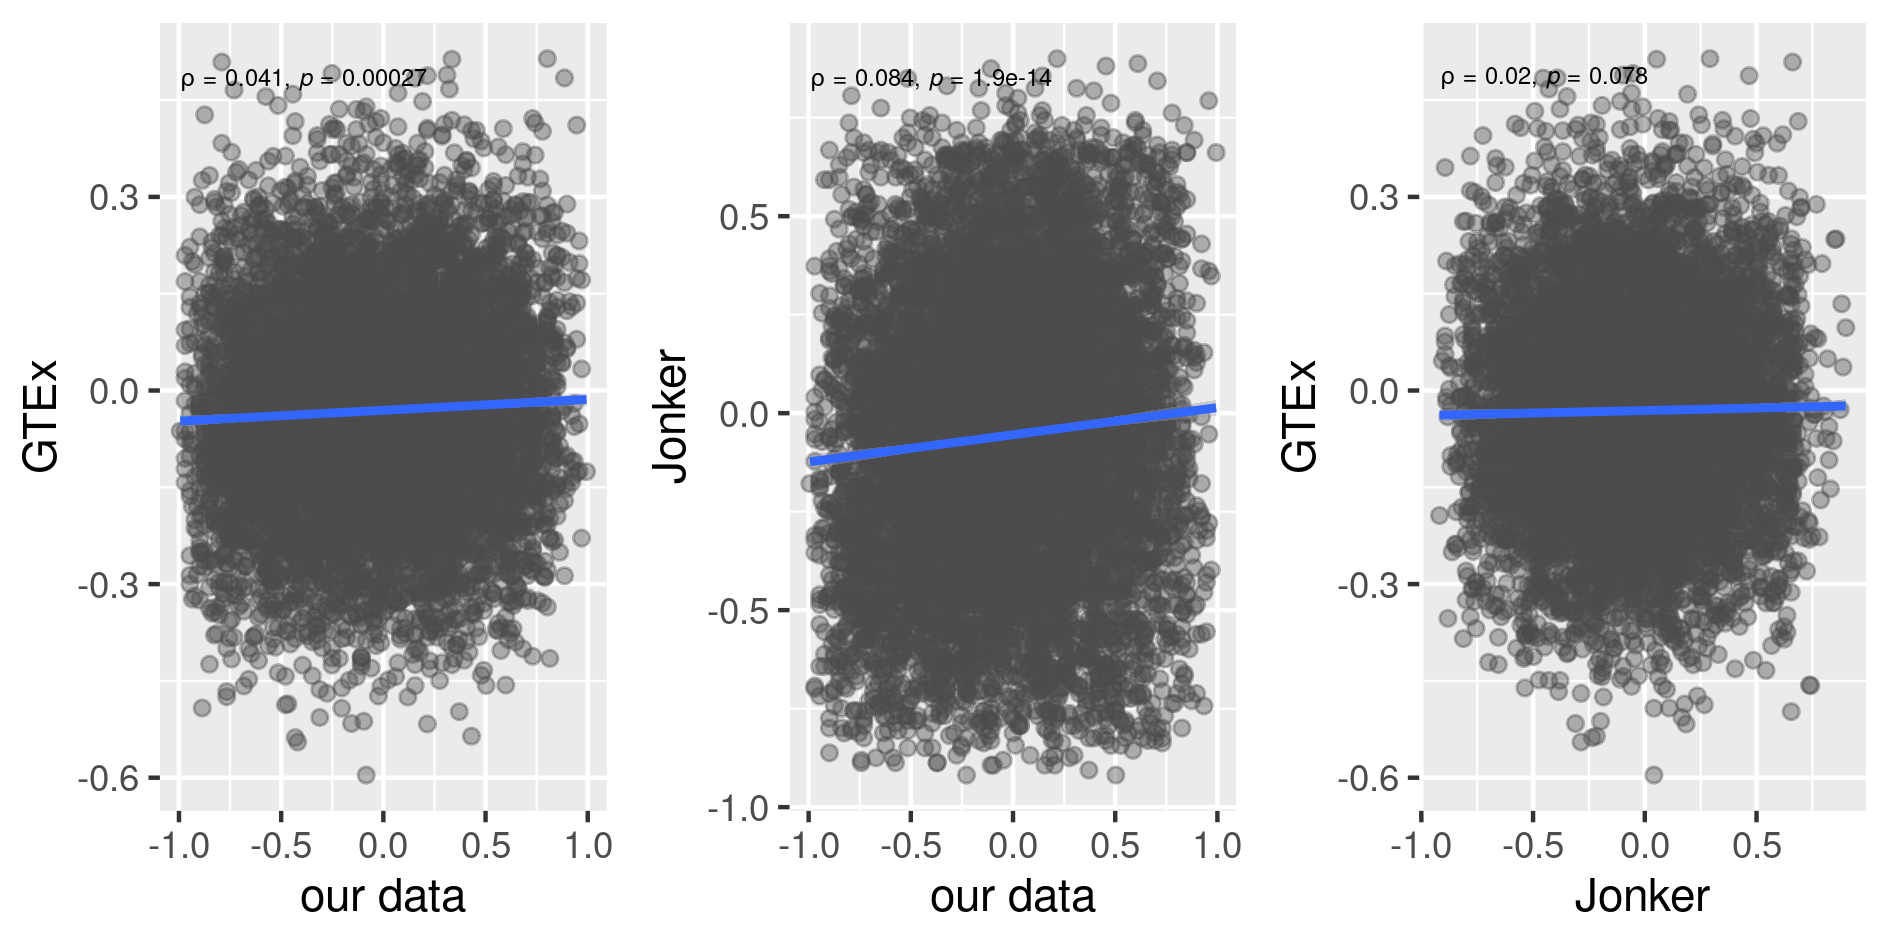 ρ = 0.041, p = 0.00027
GTEx
0.3
0.0
-0.3
-0.6
-1.0 -0.5 0.0 0.5 1.0
our data
ρ = 0.084, p = 1.9e-14
Jonker
0.5
0.0
-0.5
-1.0
-1.0 -0.5 0.0 0.5 1.0
our data
ρ = 0.02, p = 0.078
GTEx
0.3
0.0
-0.3
-0.6
-1.0 -0.5 0.0 0.5
Jonker